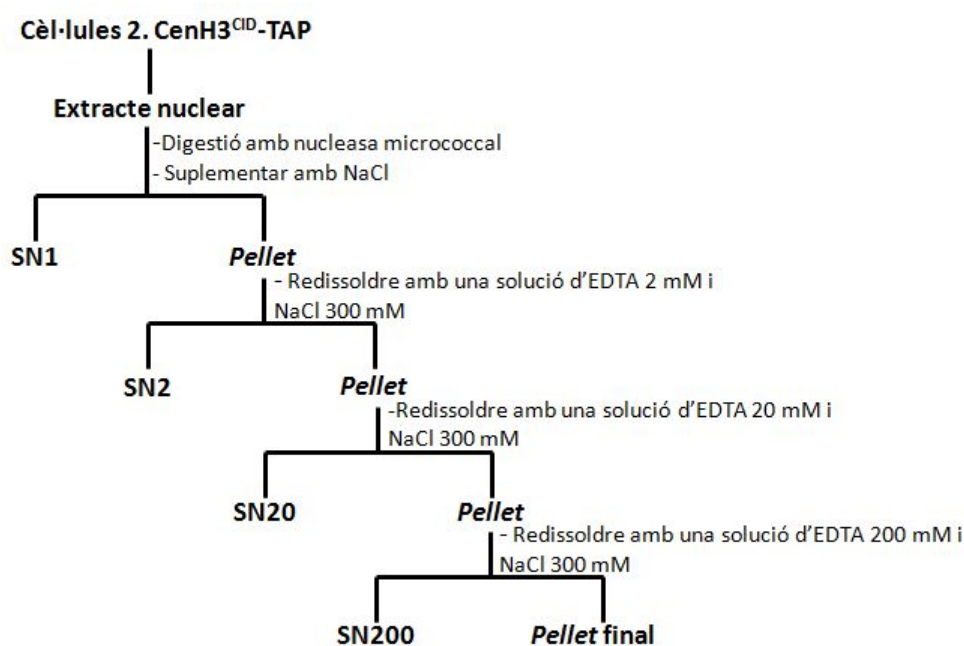 Cèl·lules 2. CenH3CID-TAP
Extracte nuclear
-Digestió amb nucleasa micrococcal
- Suplementar amb NaCl
SN1
Pellet
- Redissoldre amb una solució d’EDTA 2 mM i
NaCl 300 mM
SN2
Pellet
-Redissoldre amb una solució d’EDTA 20 mM i
NaCl 300 mM
SN20
Pellet
- Redissoldre amb una solució d’EDTA 200 mM i
NaCl 300 mM
SN200
Pellet final